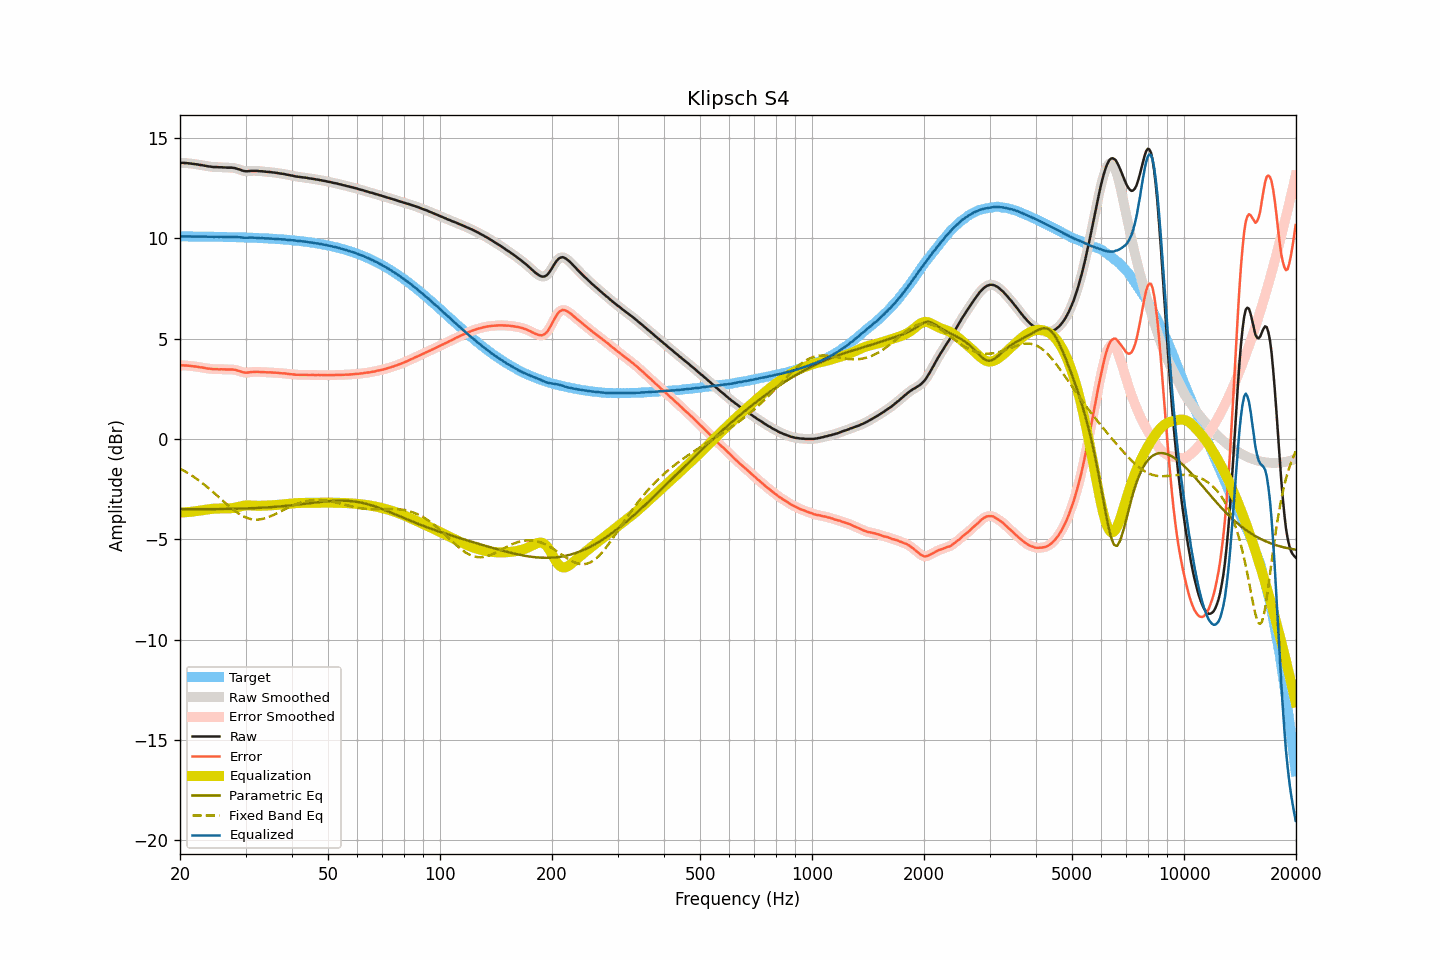 Klipsch S4
Amplitude (dBr)
15
10
5
0
−5
−10
−15
−20
Target
Raw Smoothed
Error Smoothed
Raw
Error
Equalization
Parametric Eq
Fixed Band Eq
Equalized
20 50 100 200 500 1000 2000 5000 10000 20000
Frequency (Hz)